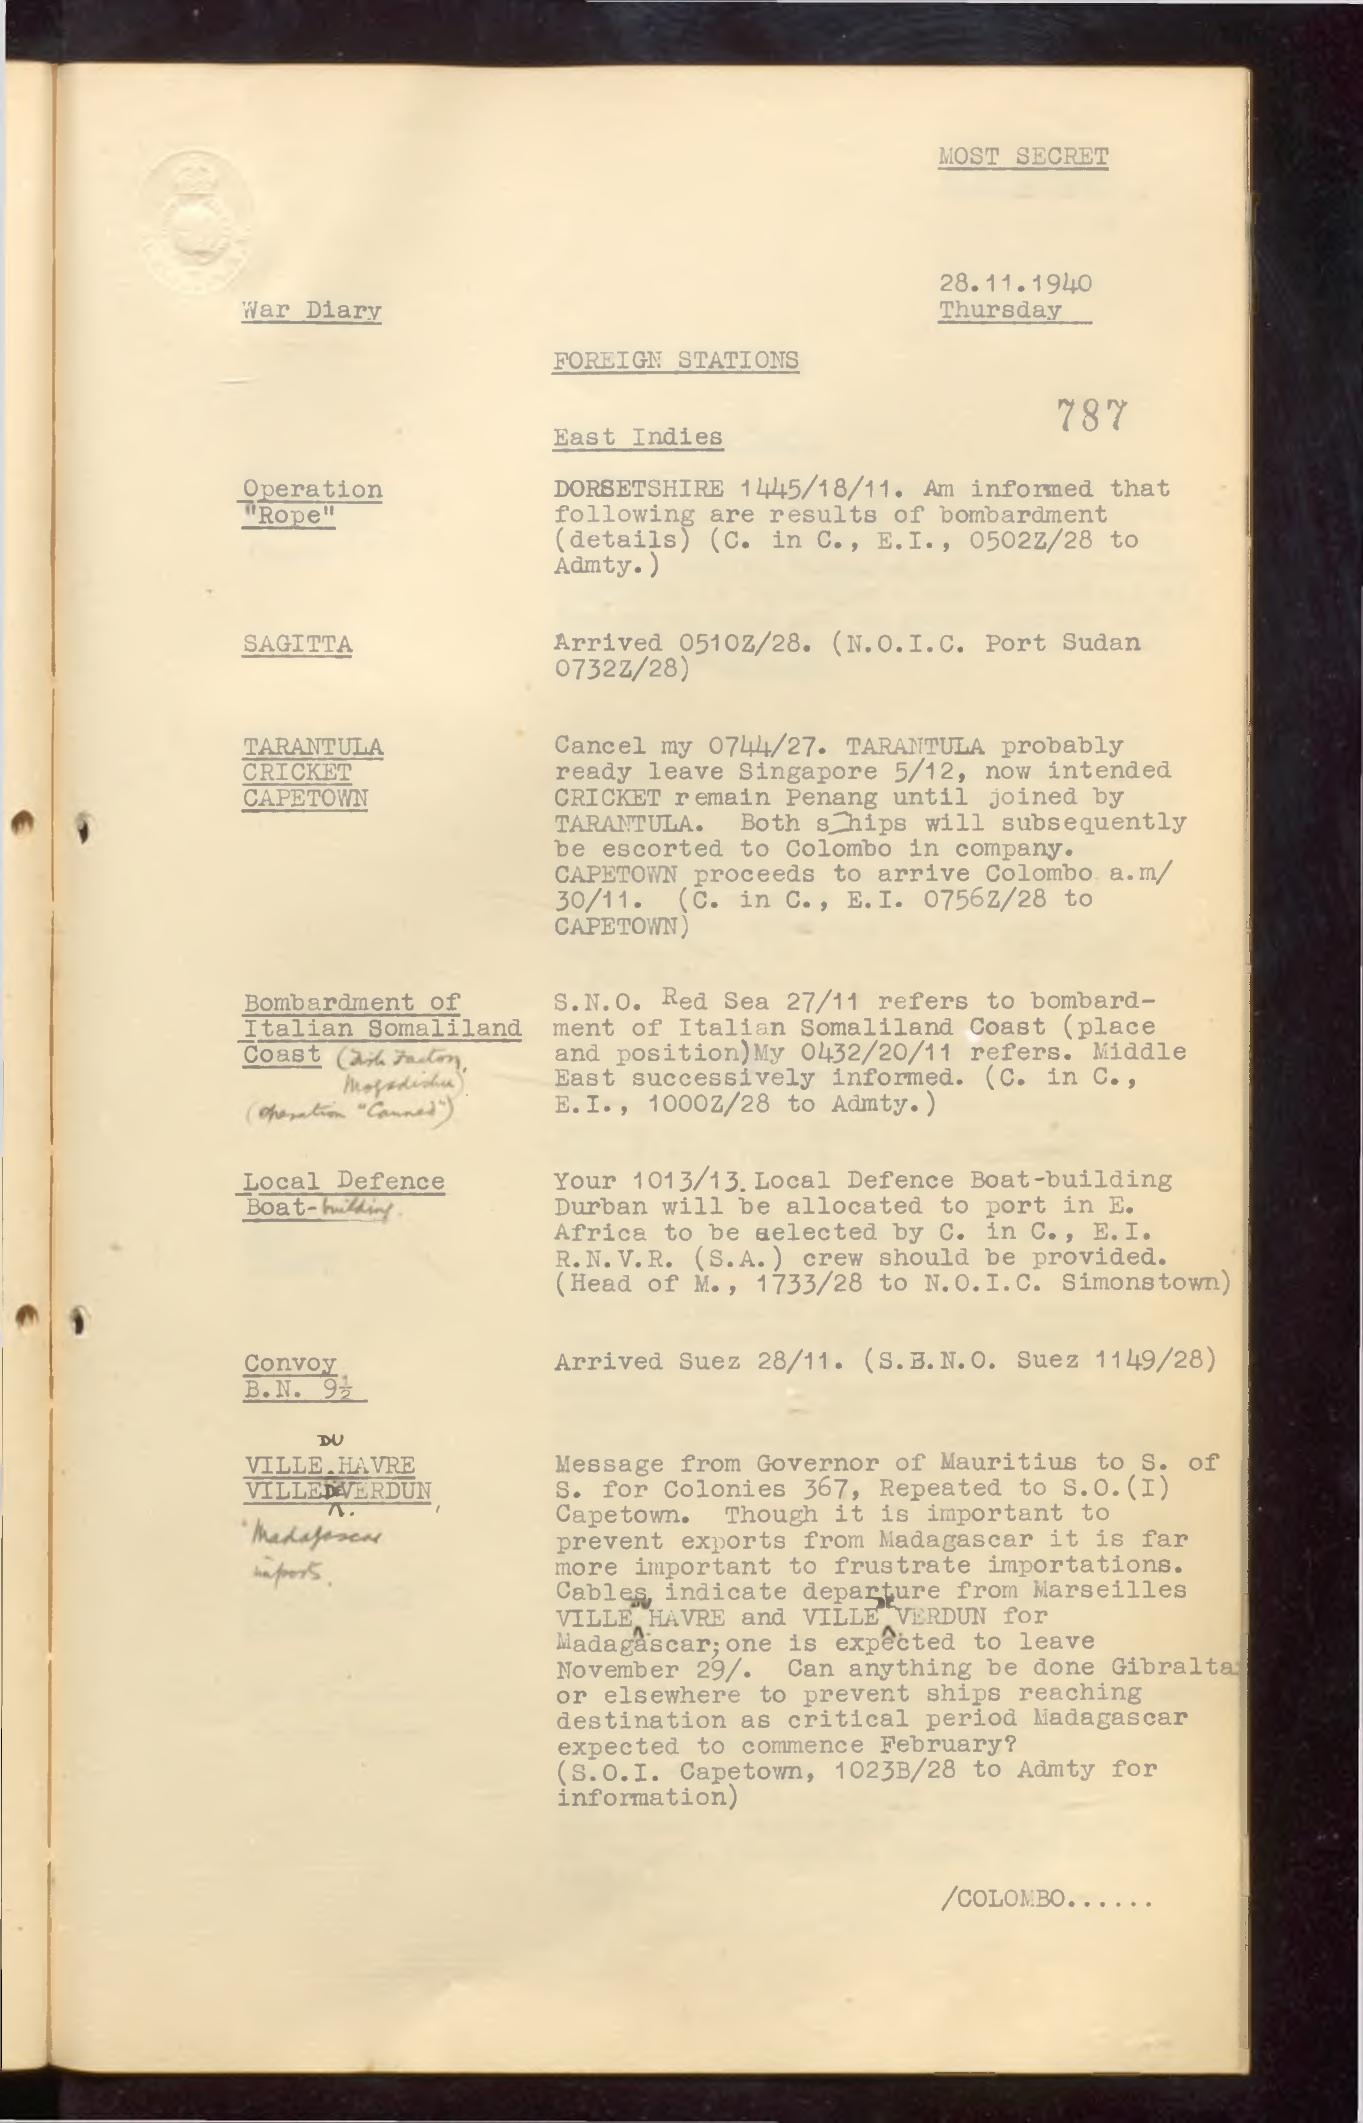 MOST SECRET
28.11.1940
War Diary
Thursday
FOREIGN STATIONS
787
East Indies
Operation
"Rope"
DORSETSHIRE 1445/18/11. Am informed that
following are results of bombardment
(details) (C. in C., E.I., 0502Z/28 to
Admty.)
SAGITTA
Arrived 0510Z/28. (N.O.I.C. Port Sudan
0732Z/28)
TARANTULA
CRICKET
CAPETOWN
Cancel my 0744/27. TARANTULA probably
ready leave Singapore 5/12, now intended
CRICKET remain Penang until joined by
TARANTULA. Both ships will subsequently
be escorted to Colombo in company.
CAPETOWN proceeds to arrive Colombo a.m/
30/11. (C. in C., E.I. 0756Z/28 to
CAPETOWN)
Bombardment of
Italian Somaliland
Coast (Fish Factory,
Mogadishu)
(Operation "Canned")
S.N.O. Red Sea 27/11 refers to bombard-
ment of Italian Somaliland Coast (place
and position)My 0432/20/11 refers. Middle
East successively informed. (C. in C.,
E.I., 1000Z/28 to Admty.)
Local Defence
Boat-building.
Your 1013/13. Local Defence Boat-building
Durban will be allocated to port in E.
Africa to be selected by C. in C., E.I.
R.N.V.R. (S.A.) crew should be provided.
(Head of M., 1733/28 to N.O.I.C. Simonstown)
Convoy
B.N. 9½
Arrived Suez 28/11. (S.B.N.O. Suez 1149/28)
VILLE DU HAVRE
VILLE DE VERDUN
Madagascar
imports.
Message from Governor of Mauritius to S. of
S. for Colonies 367, Repeated to S.O.(I)
Capetown. Though it is important to
prevent exports from Madagascar it is far
more important to frustrate importations.
Cables indicate departure from Marseilles
VILLE DU HAVRE and VILLE DE VERDUN for
Madagascar; one is expected to leave
November 29/. Can anything be done Gibralta
or elsewhere to prevent ships reaching
destination as critical period Madagascar
expected to commence February?
(S.O.I. Capetown, 1023B/28 to Admty for
information)
/COLOMBO......